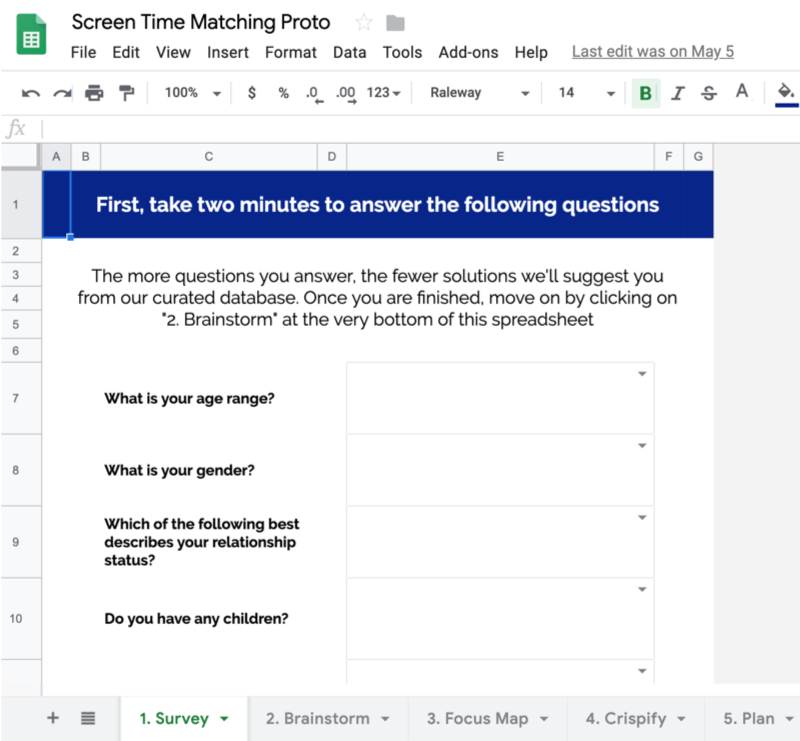 Screen Time Matching Proto
File Edit View Insert Format Data Tools Add-ons Help Last edit was on May 5
100% $ % .0 .00 123 Raleway 14 B I S A
fx
A B C D E F G
1 First, take two minutes to answer the following questions
2
3 The more questions you answer, the fewer solutions we'll suggest you
4 from our curated database. Once you are finished, move on by clicking on
5 "2. Brainstorm" at the very bottom of this spreadsheet
6
7 What is your age range?
8 What is your gender?
Which of the following best
9 describes your relationship
status?
10 Do you have any children?
+ 1. Survey 2. Brainstorm 3. Focus Map 4. Crispify 5. Plan